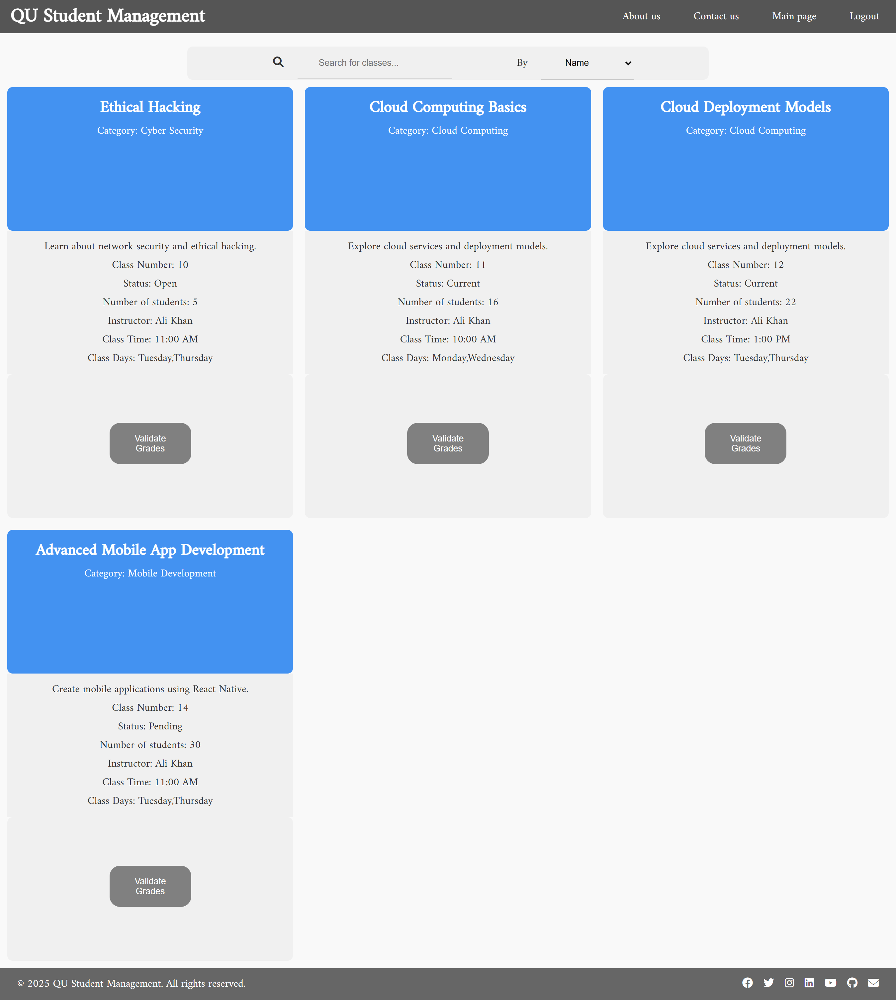 QU Student Management
About us
Contact us
Main page
Logout
Search for classes...
By
Name
Ethical Hacking
Category: Cyber Security
Learn about network security and ethical hacking.
Class Number: 10
Status: Open
Number of students: 5
Instructor: Ali Khan
Class Time: 11:00 AM
Class Days: Tuesday,Thursday
Validate
Grades
Cloud Computing Basics
Category: Cloud Computing
Explore cloud services and deployment models.
Class Number: 11
Status: Current
Number of students: 16
Instructor: Ali Khan
Class Time: 10:00 AM
Class Days: Monday,Wednesday
Validate
Grades
Cloud Deployment Models
Category: Cloud Computing
Explore cloud services and deployment models.
Class Number: 12
Status: Current
Number of students: 22
Instructor: Ali Khan
Class Time: 1:00 PM
Class Days: Tuesday,Thursday
Validate
Grades
Advanced Mobile App Development
Category: Mobile Development
Create mobile applications using React Native.
Class Number: 14
Status: Pending
Number of students: 30
Instructor: Ali Khan
Class Time: 11:00 AM
Class Days: Tuesday,Thursday
Validate
Grades
© 2025 QU Student Management. All rights reserved.